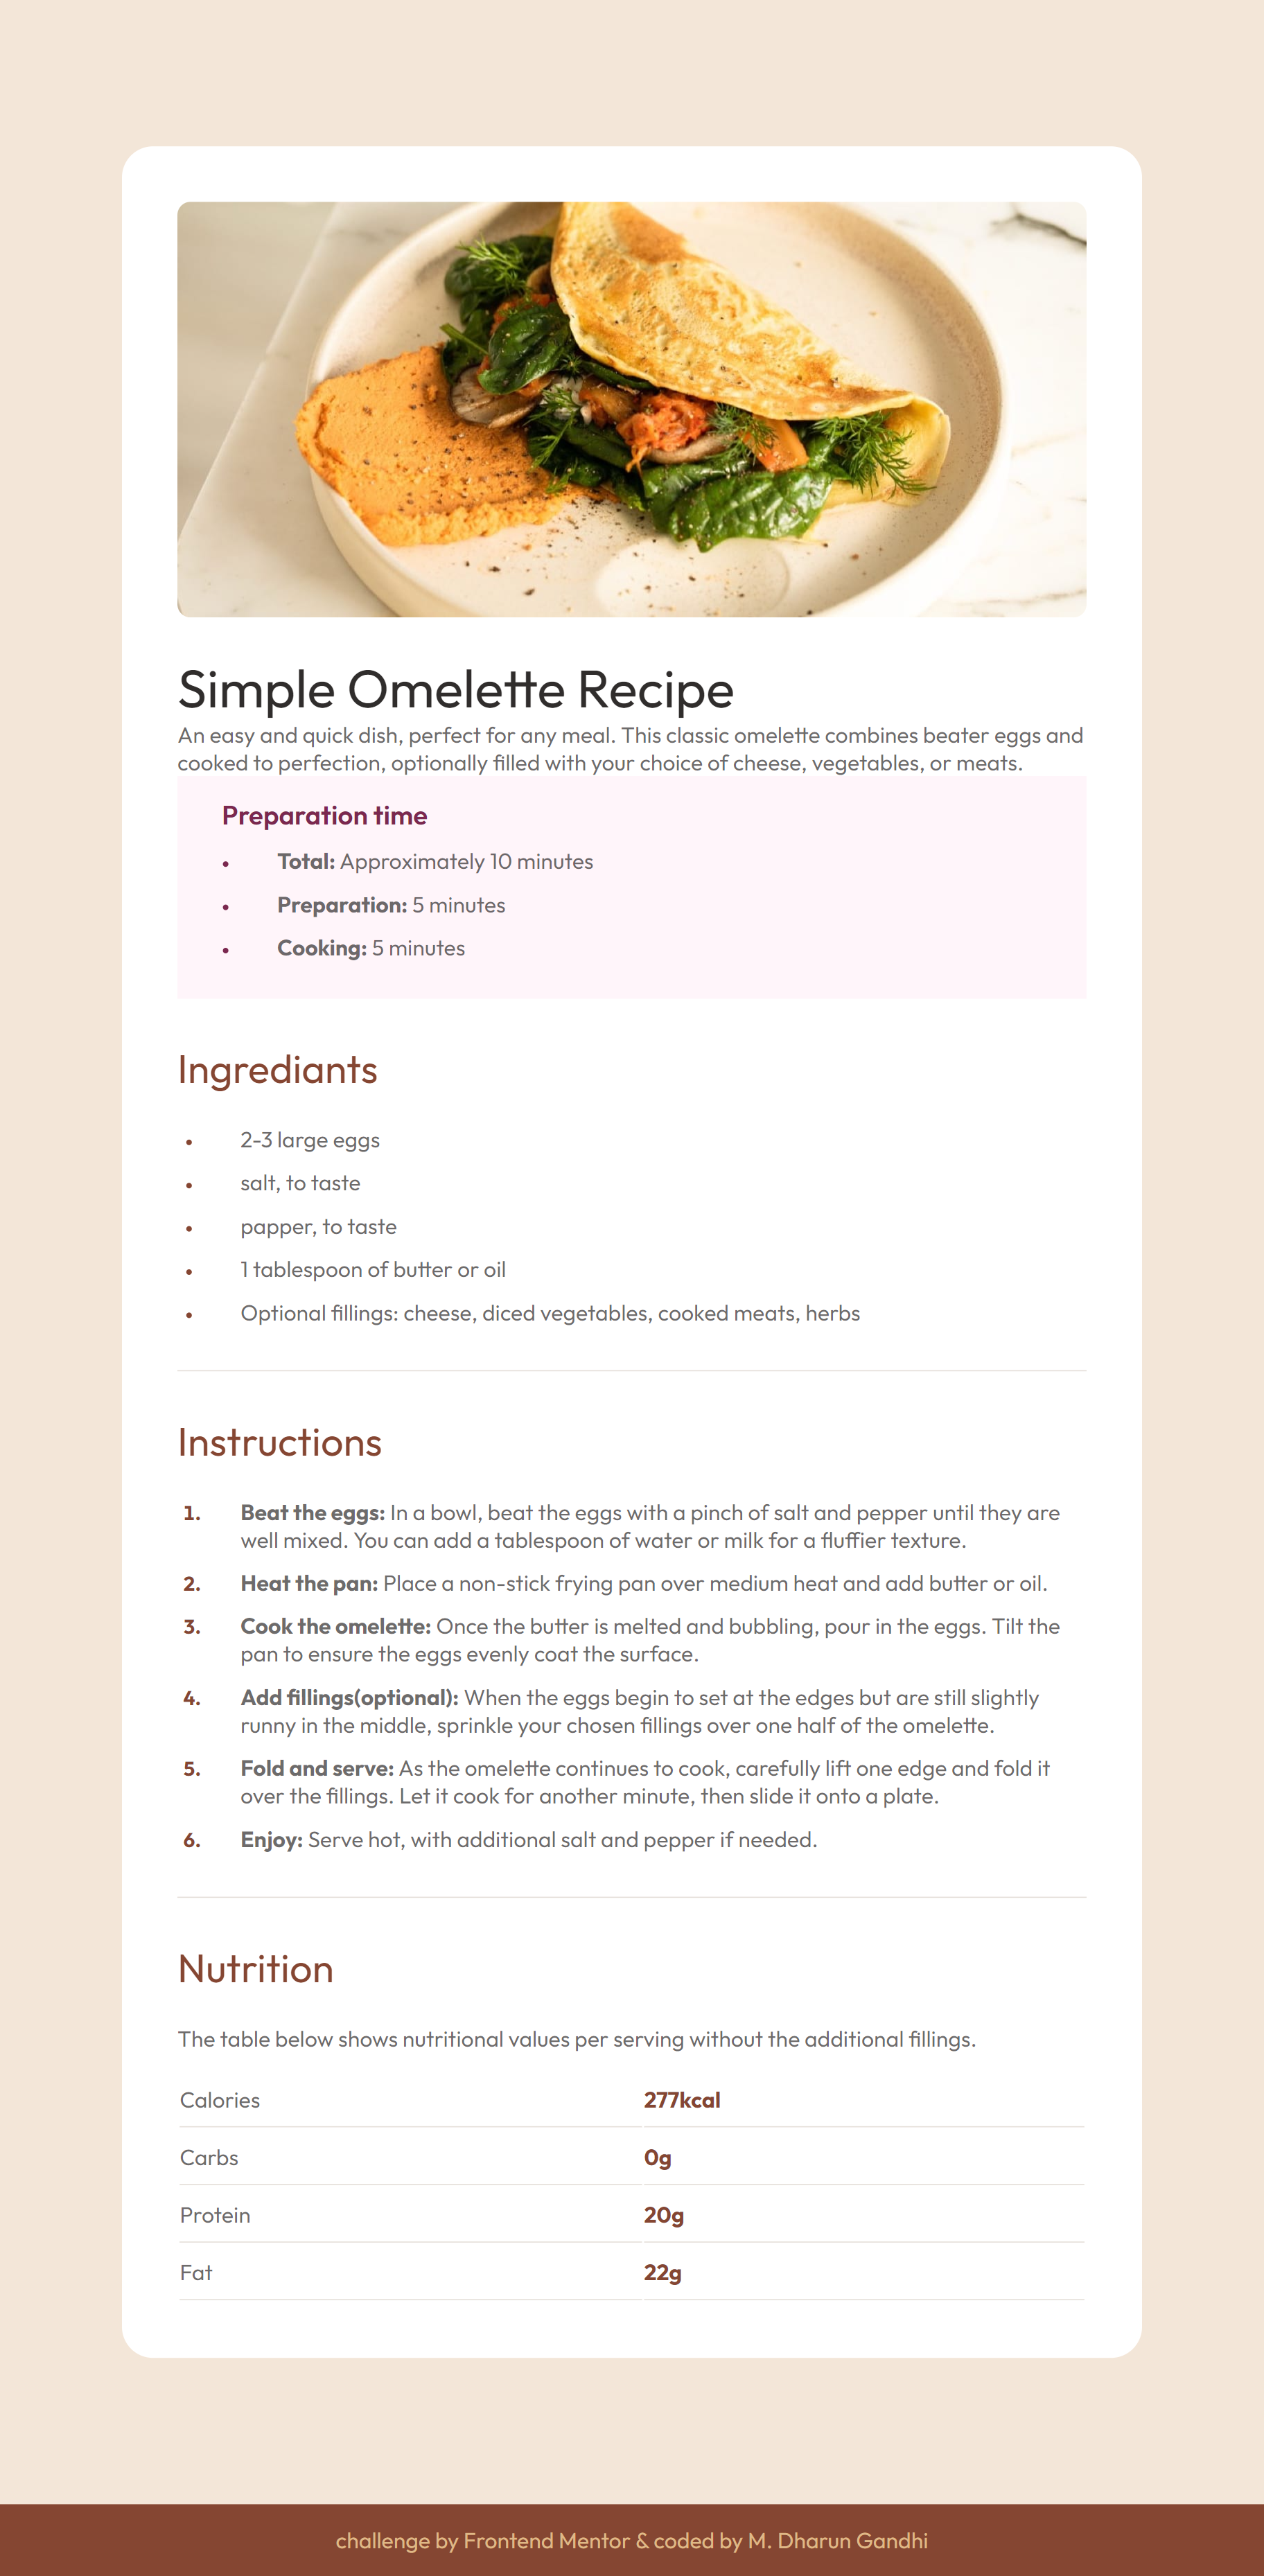 Simple Omelette Recipe
An easy and quick dish, perfect for any meal. This classic omelette combines beater eggs and
cooked to perfection, optionally filled with your choice of cheese, vegetables, or meats.
Preparation time
• Total: Approximately 10 minutes
• Preparation: 5 minutes
• Cooking: 5 minutes
Ingrediants
• 2-3 large eggs
• salt, to taste
• papper, to taste
• 1 tablespoon of butter or oil
• Optional fillings: cheese, diced vegetables, cooked meats, herbs
Instructions
1. Beat the eggs: In a bowl, beat the eggs with a pinch of salt and pepper until they are
well mixed. You can add a tablespoon of water or milk for a fluffier texture.
2. Heat the pan: Place a non-stick frying pan over medium heat and add butter or oil.
3. Cook the omelette: Once the butter is melted and bubbling, pour in the eggs. Tilt the
pan to ensure the eggs evenly coat the surface.
4. Add fillings(optional): When the eggs begin to set at the edges but are still slightly
runny in the middle, sprinkle your chosen fillings over one half of the omelette.
5. Fold and serve: As the omelette continues to cook, carefully lift one edge and fold it
over the fillings. Let it cook for another minute, then slide it onto a plate.
6. Enjoy: Serve hot, with additional salt and pepper if needed.
Nutrition
The table below shows nutritional values per serving without the additional fillings.
Calories 277kcal
Carbs 0g
Protein 20g
Fat 22g
challenge by Frontend Mentor & coded by M. Dharun Gandhi